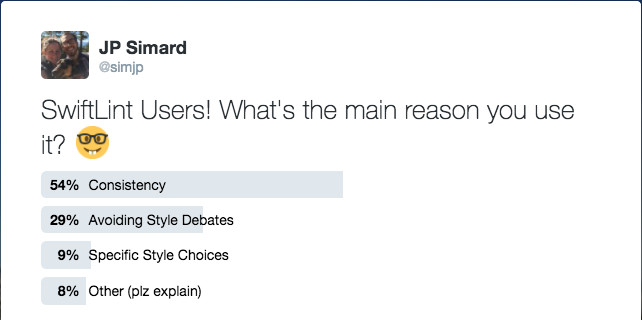 JP Simard
@simjp
SwiftLint Users! What's the main reason you use
it? 🤓
54% Consistency
29% Avoiding Style Debates
9% Specific Style Choices
8% Other (plz explain)